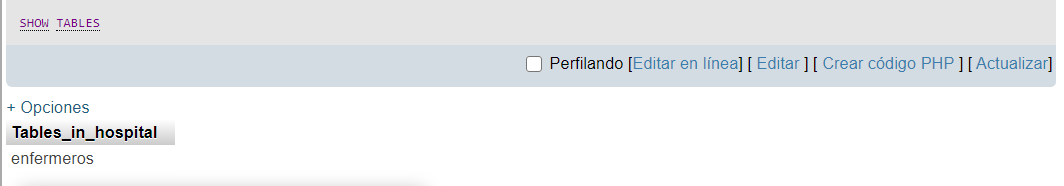 SHOW TABLES
Perfilando [Editar en línea] [ Editar ] [ Crear código PHP ] [ Actualizar]
+ Opciones
Tables_in_hospital
enfermeros